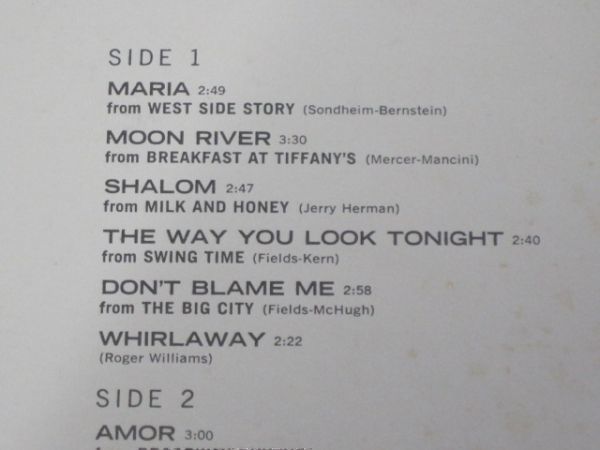 SIDE 1
MARIA 2:49
from WEST SIDE STORY (Sondheim-Bernstein)
MOON RIVER 3:30
from BREAKFAST AT TIFFANY'S (Mercer-Mancini)
SHALOM 2:47
from MILK AND HONEY (Jerry Herman)
THE WAY YOU LOOK TONIGHT 2:40
from SWING TIME (Fields-Kern)
DON'T BLAME ME 2:58
from THE BIG CITY (Fields-McHugh)
WHIRLAWAY 2:22
(Roger Williams)
SIDE 2
AMOR 3:00